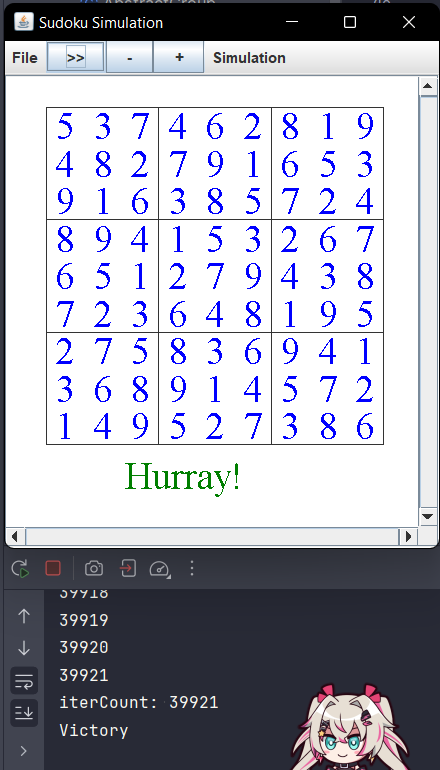 Sudoku Simulation
File >> - + Simulation
5 3 7 4 6 2 8 1 9
4 8 2 7 9 1 6 5 3
9 1 6 3 8 5 7 2 4
8 9 4 1 5 3 2 6 7
6 5 1 2 7 9 4 3 8
7 2 3 6 4 8 1 9 5
2 7 5 8 3 6 9 4 1
3 6 8 9 1 4 5 7 2
1 4 9 5 2 7 3 8 6
Hurray!
39918
39919
39920
39921
iterCount: 39921
Victory